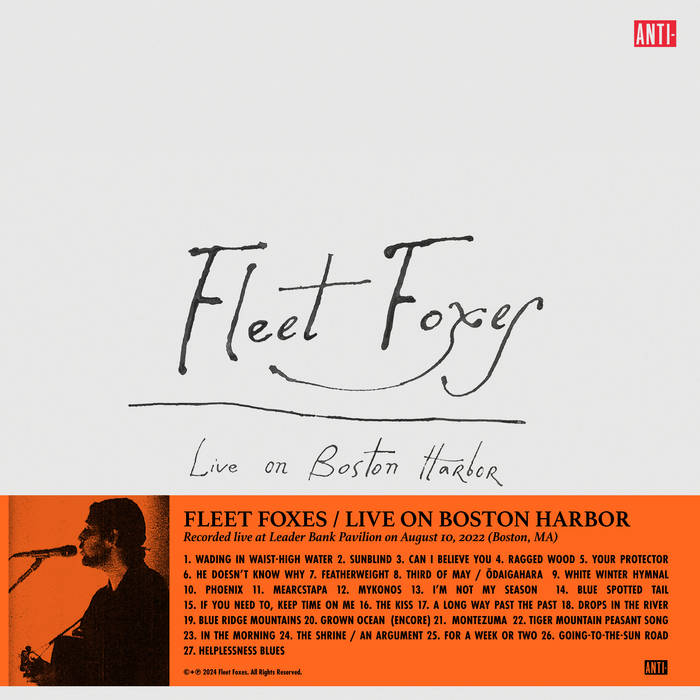 ANTI-
Fleet Foxes
Live on Boston Harbor
FLEET FOXES / LIVE ON BOSTON HARBOR
Recorded live at Leader Bank Pavilion on August 10, 2022 (Boston, MA)
1. WADING IN WAIST-HIGH WATER 2. SUNBLIND 3. CAN I BELIEVE YOU 4. RAGGED WOOD 5. YOUR PROTECTOR
6. HE DOESN'T KNOW WHY 7. FEATHERWEIGHT 8. THIRD OF MAY / ŌDAIGAHARA 9. WHITE WINTER HYMNAL
10. PHOENIX 11. MEARCSTAPA 12. MYKONOS 13. I'M NOT MY SEASON 14. BLUE SPOTTED TAIL
15. IF YOU NEED TO, KEEP TIME ON ME 16. THE KISS 17. A LONG WAY PAST THE PAST 18. DROPS IN THE RIVER
19. BLUE RIDGE MOUNTAINS 20. GROWN OCEAN (ENCORE) 21. MONTEZUMA 22. TIGER MOUNTAIN PEASANT SONG
23. IN THE MORNING 24. THE SHRINE / AN ARGUMENT 25. FOR A WEEK OR TWO 26. GOING-TO-THE-SUN ROAD
27. HELPLESSNESS BLUES
©+℗ 2024 Fleet Foxes. All Rights Reserved.
ANTI-